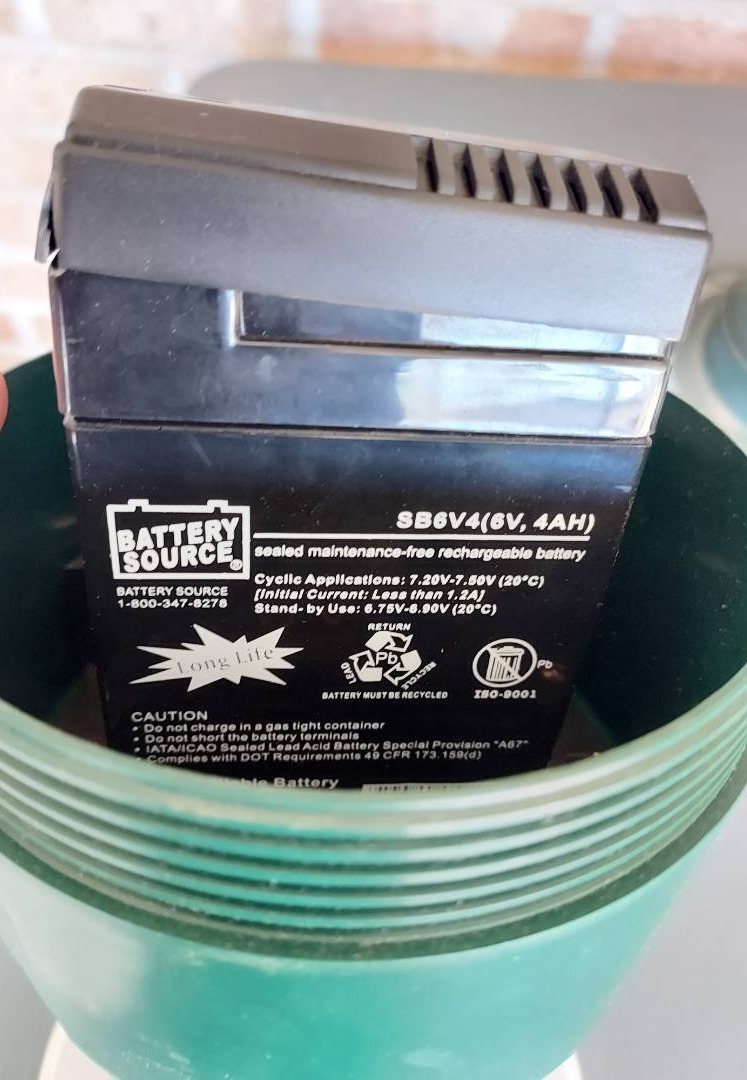 BATTERY
SOURCE®
SB6V4(6V, 4AH)
sealed maintenance-free rechargeable battery
BATTERY SOURCE
1-800-347-8278
Cyclic Applications: 7.20V-7.50V (20°C)
[Initial Current: Less than 1.2A]
Stand- by Use: 6.75V-6.90V (20°C)
Long Life
RETURN
LEAD
Pb
RECYCLE
BATTERY MUST BE RECYCLED
Pb
ISO-9001
CAUTION
• Do not charge in a gas tight container
• Do not short the battery terminals
• IATA/ICAO Sealed Lead Acid Battery Special Provision "A67"
• Complies with DOT Requirements 49 CFR 173.159(d)
Battery